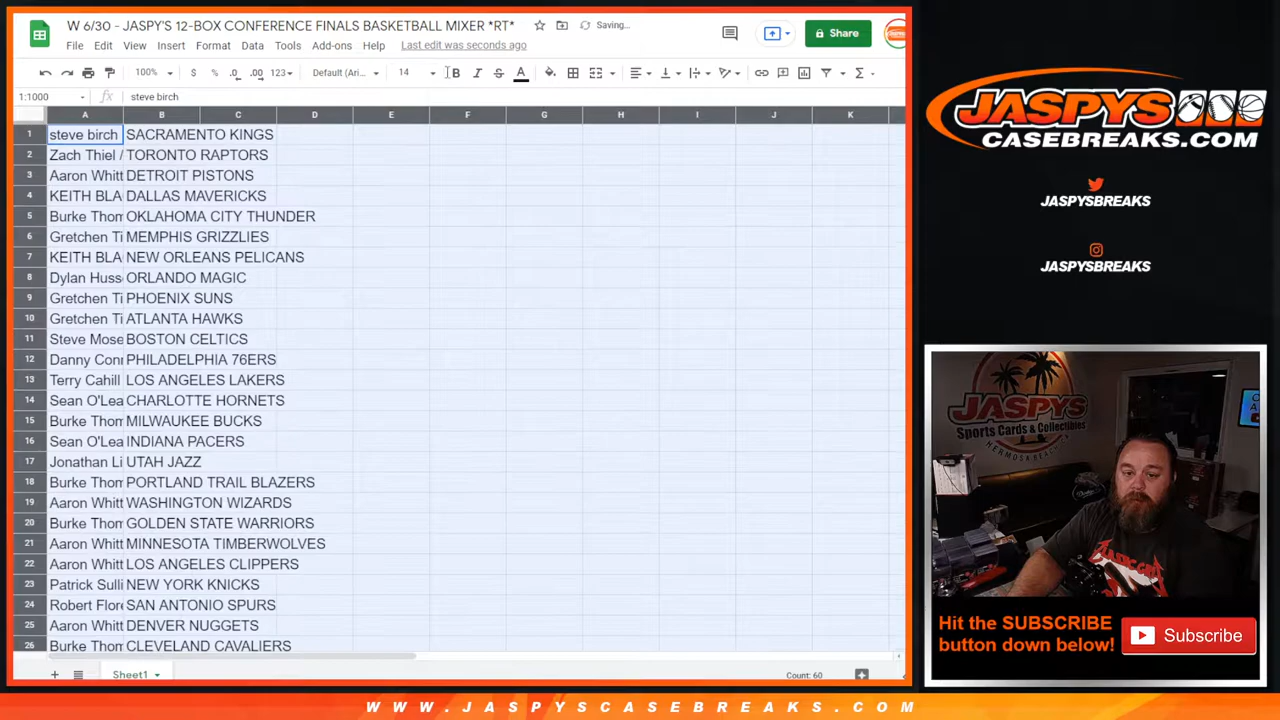 W 6/30 - JASPY'S 12-BOX CONFERENCE FINALS BASKETBALL MIXER *RT*
Saving...
File Edit View Insert Format Data Tools Add-ons Help Last edit was seconds ago
Share
100% $ % .0 .00 123 Default (Ari... 14 B I S A
1:1000 fx steve birch
A B C D E F G H I J K
1 steve birch SACRAMENTO KINGS
2 Zach Thiel / TORONTO RAPTORS
3 Aaron Whitt DETROIT PISTONS
4 KEITH BLA DALLAS MAVERICKS
5 Burke Thom OKLAHOMA CITY THUNDER
6 Gretchen Ti MEMPHIS GRIZZLIES
7 KEITH BLA NEW ORLEANS PELICANS
8 Dylan Huss ORLANDO MAGIC
9 Gretchen Ti PHOENIX SUNS
10 Gretchen Ti ATLANTA HAWKS
11 Steve Mose BOSTON CELTICS
12 Danny Conn PHILADELPHIA 76ERS
13 Terry Cahill LOS ANGELES LAKERS
14 Sean O'Lea CHARLOTTE HORNETS
15 Burke Thom MILWAUKEE BUCKS
16 Sean O'Lea INDIANA PACERS
17 Jonathan Li UTAH JAZZ
18 Burke Thom PORTLAND TRAIL BLAZERS
19 Aaron Whitt WASHINGTON WIZARDS
20 Burke Thom GOLDEN STATE WARRIORS
21 Aaron Whitt MINNESOTA TIMBERWOLVES
22 Aaron Whitt LOS ANGELES CLIPPERS
23 Patrick Sulli NEW YORK KNICKS
24 Robert Flore SAN ANTONIO SPURS
25 Aaron Whitt DENVER NUGGETS
26 Burke Thom CLEVELAND CAVALIERS
Sheet1
Count: 60
JASPYS
CASEBREAKS.COM
JASPYSBREAKS
JASPYSBREAKS
JASPYS
Sports Cards & Collectibles
HERMOSA BEACH
Hit the SUBSCRIBE
button down below!
Subscribe
WWW.JASPYSCASEBREAKS.COM